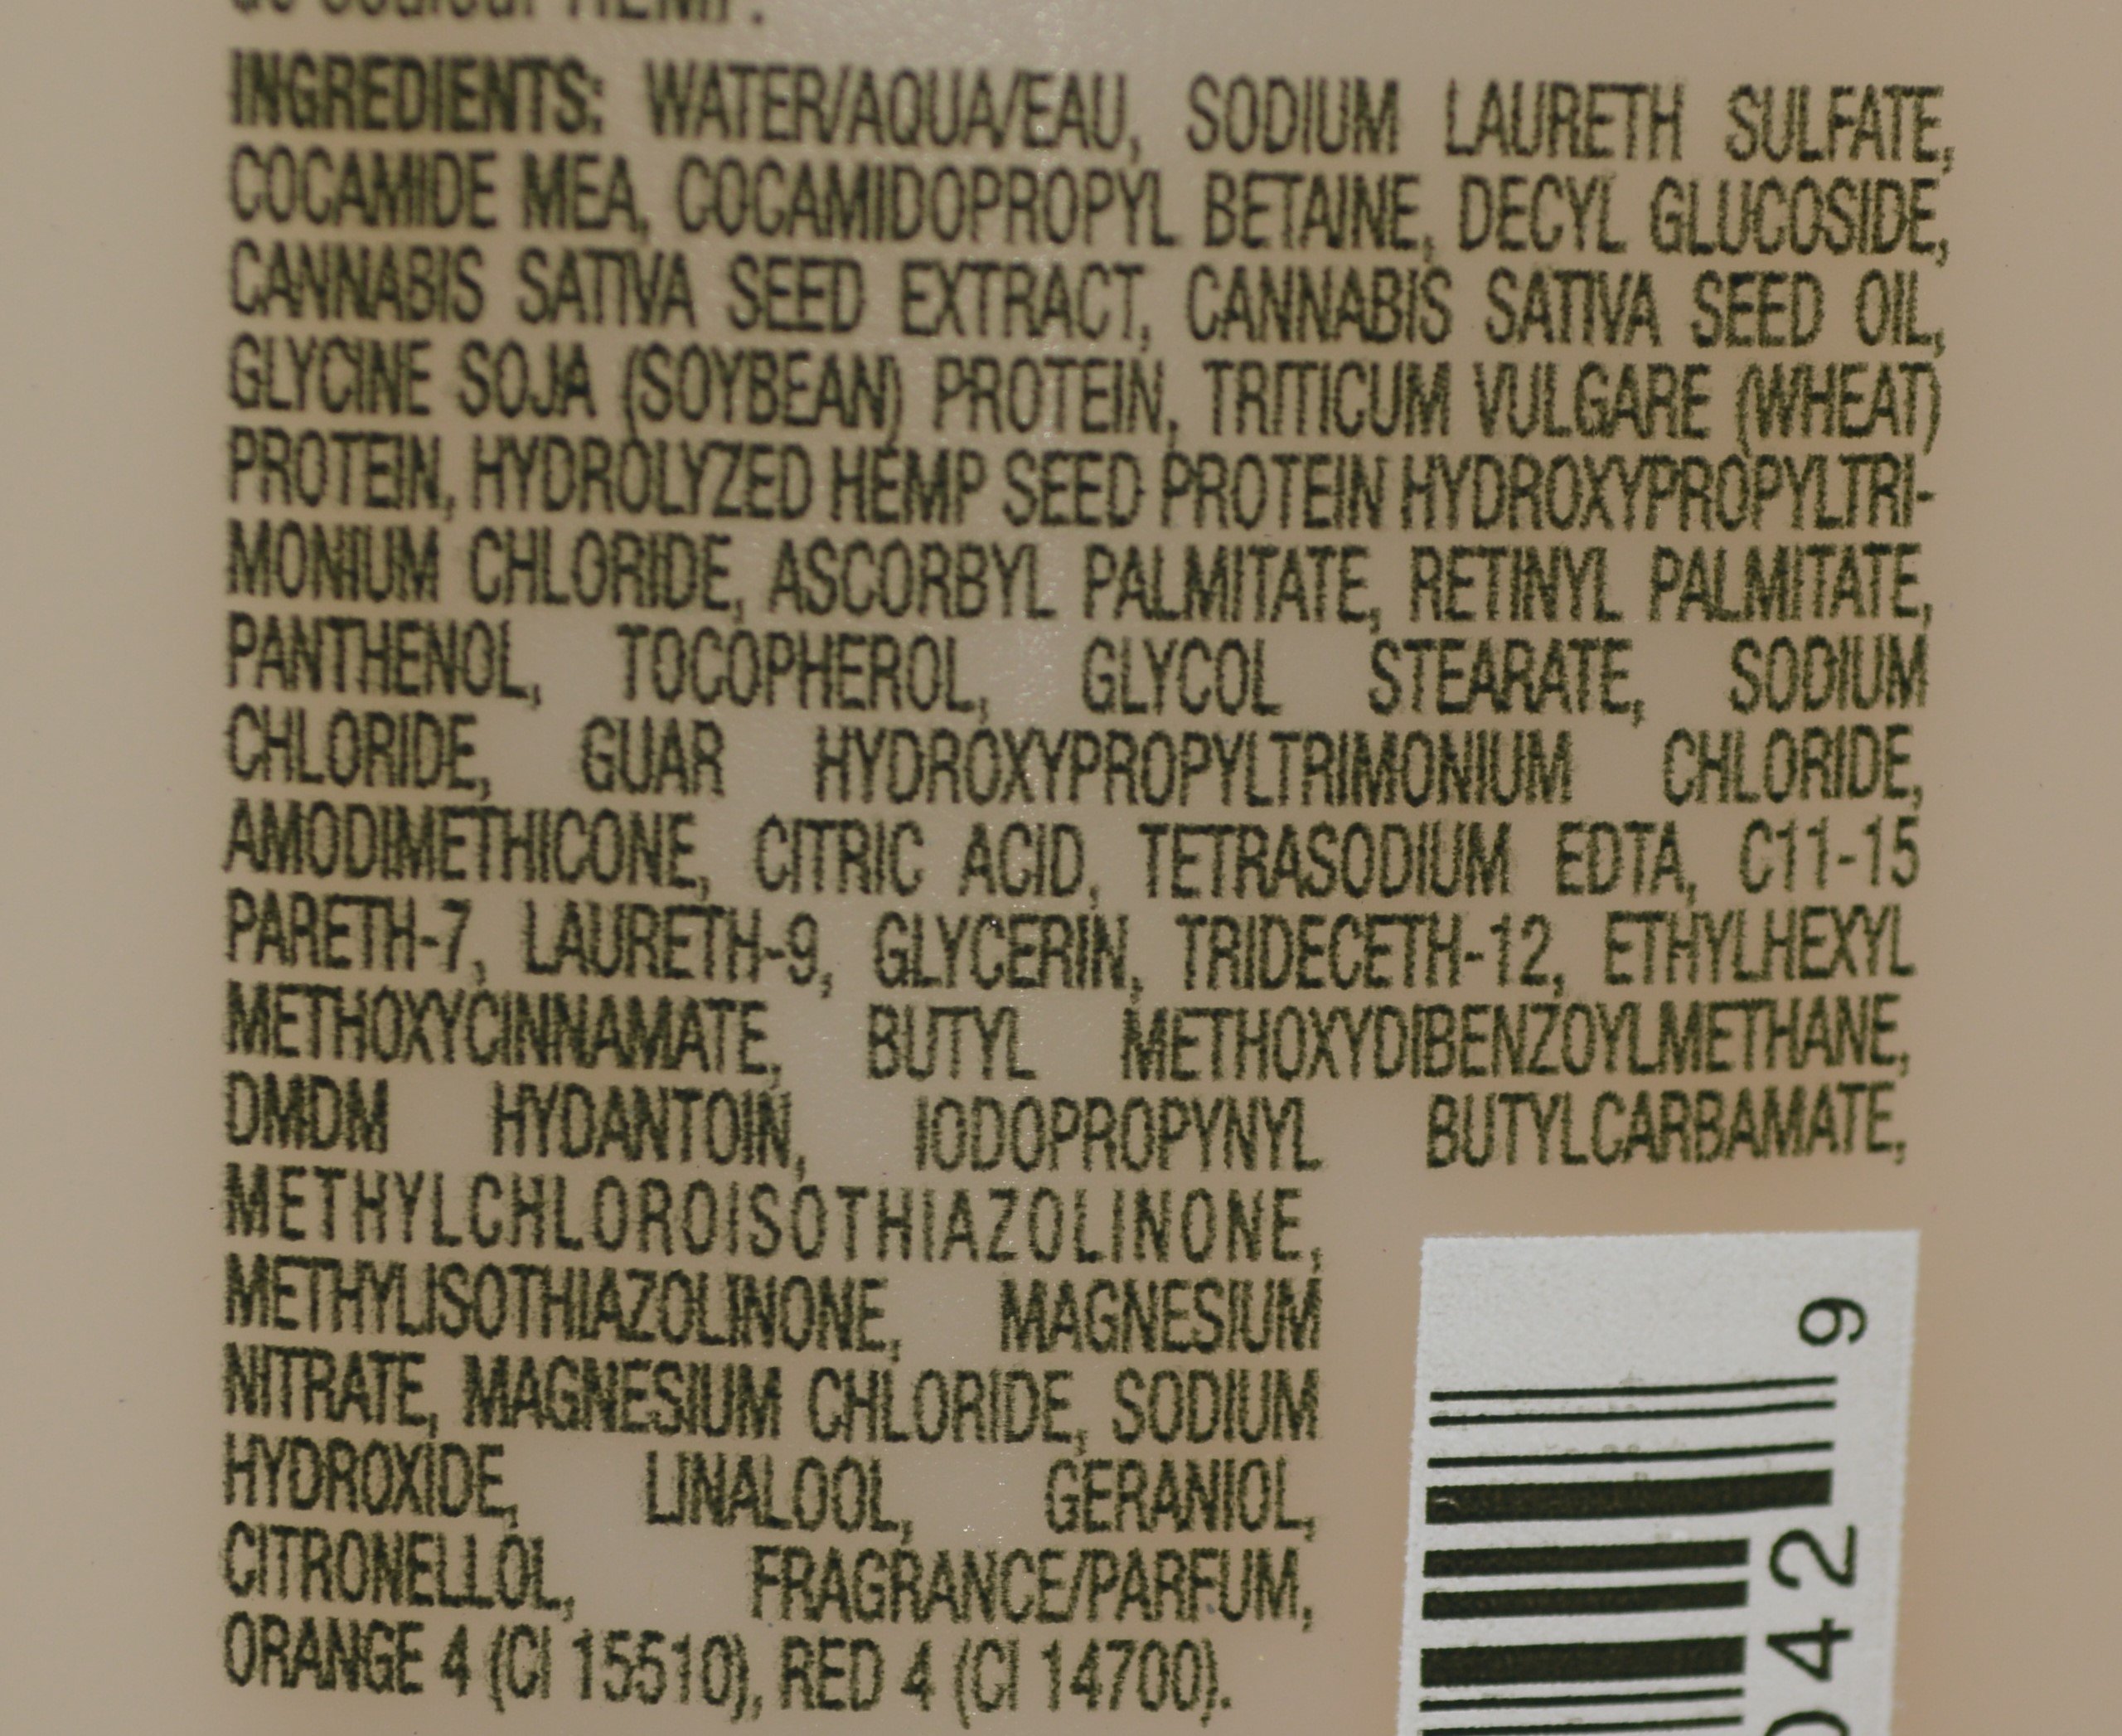 INGREDIENTS: WATER/AQUA/EAU, SODIUM LAURETH SULFATE,
COCAMIDE MEA, COCAMIDOPROPYL BETAINE, DECYL GLUCOSIDE,
CANNABIS SATIVA SEED EXTRACT, CANNABIS SATIVA SEED OIL,
GLYCINE SOJA (SOYBEAN) PROTEIN, TRITICUM VULGARE (WHEAT)
PROTEIN, HYDROLYZED HEMP SEED PROTEIN HYDROXYPROPYLTRI-
MONIUM CHLORIDE, ASCORBYL PALMITATE, RETINYL PALMITATE,
PANTHENOL, TOCOPHEROL, GLYCOL STEARATE, SODIUM
CHLORIDE, GUAR HYDROXYPROPYLTRIMONIUM CHLORIDE,
AMODIMETHICONE, CITRIC ACID, TETRASODIUM EDTA, C11-15
PARETH-7, LAURETH-9, GLYCERIN, TRIDECETH-12, ETHYLHEXYL
METHOXYCINNAMATE, BUTYL METHOXYDIBENZOYLMETHANE,
DMDM HYDANTOIN, IODOPROPYNYL BUTYLCARBAMATE,
METHYLCHLOROISOTHIAZOLINONE,
METHYLISOTHIAZOLINONE, MAGNESIUM
NITRATE, MAGNESIUM CHLORIDE, SODIUM
HYDROXIDE, LINALOOL, GERANIOL,
CITRONELLOL, FRAGRANCE/PARFUM,
ORANGE 4 (CI 15510), RED 4 (CI 14700).
042 9